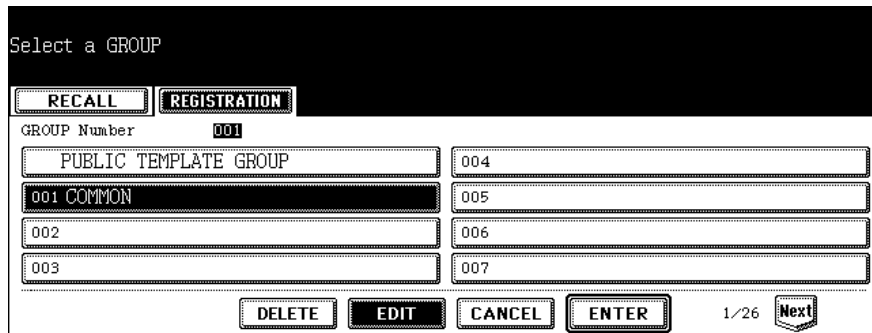 Select a GROUP
RECALL REGISTRATION
GROUP Number 001
PUBLIC TEMPLATE GROUP 004
001 COMMON 005
002 006
003 007
DELETE EDIT CANCEL ENTER 1/26 Next